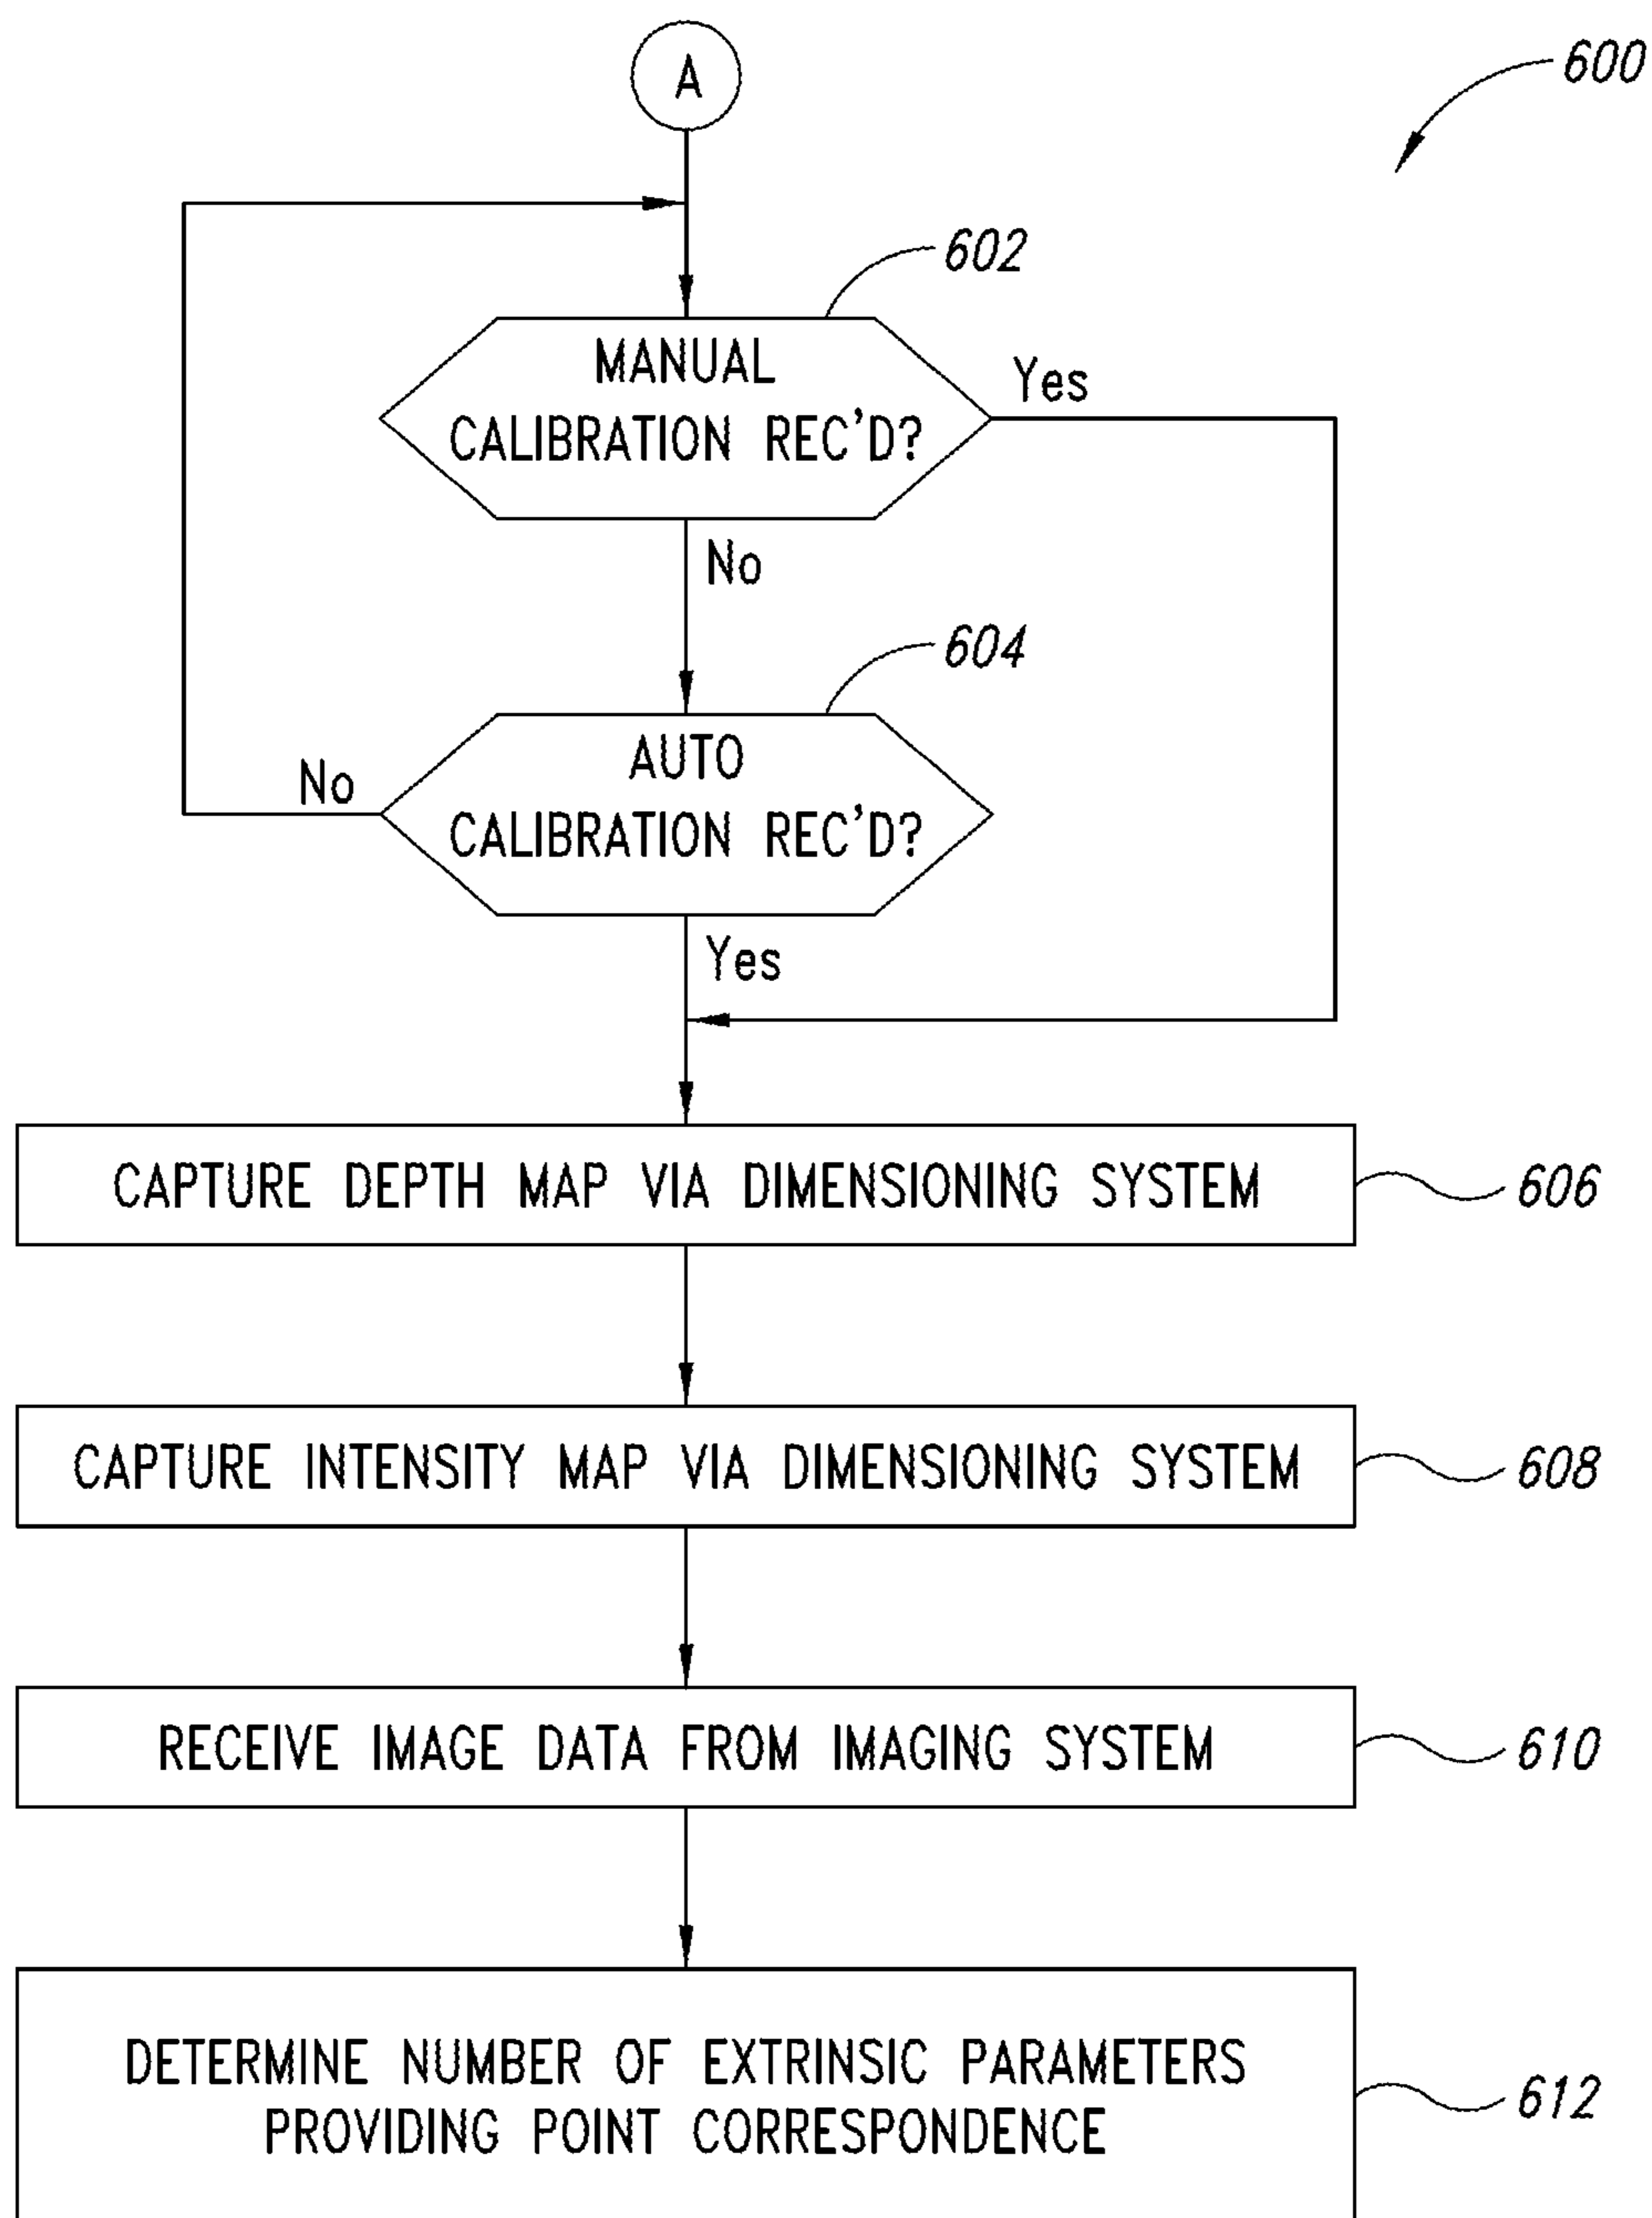 A
600
602
MANUAL
CALIBRATION REC'D?
Yes
No
604
AUTO
CALIBRATION REC'D?
No
Yes
CAPTURE DEPTH MAP VIA DIMENSIONING SYSTEM
606
CAPTURE INTENSITY MAP VIA DIMENSIONING SYSTEM
608
RECEIVE IMAGE DATA FROM IMAGING SYSTEM
610
DETERMINE NUMBER OF EXTRINSIC PARAMETERS
PROVIDING POINT CORRESPONDENCE
612